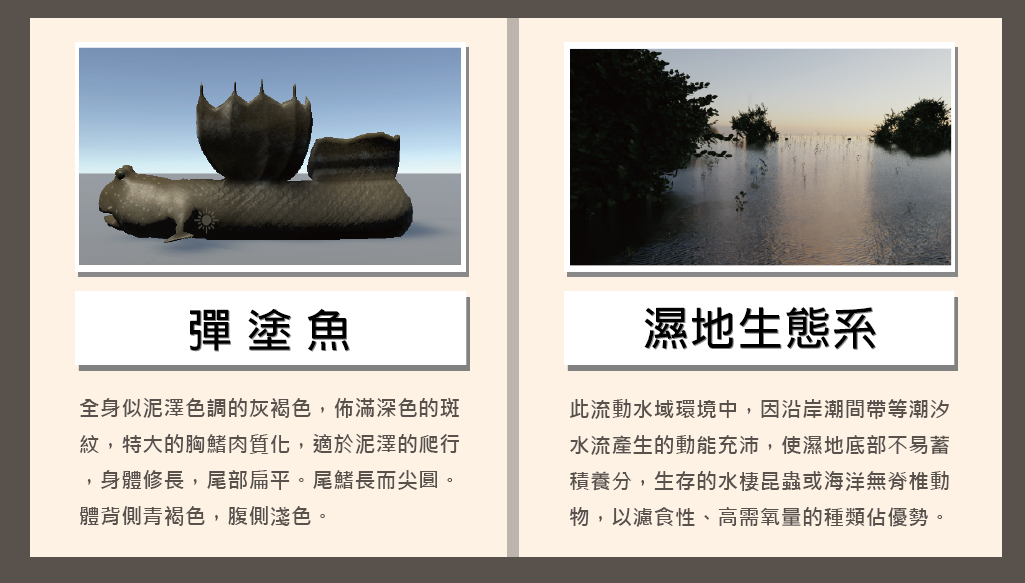 彈塗魚
全身似泥澤色調的灰褐色，佈滿深色的斑
紋，特大的胸鰭肉質化，適於泥澤的爬行
，身體修長，尾部扁平。尾鰭長而尖圓。
體背側青褐色，腹側淺色。
濕地生態系
此流動水域環境中，因沿岸潮間帶等潮汐
水流產生的動能充沛，使濕地底部不易蓄
積養分，生存的水棲昆蟲或海洋無脊椎動
物，以濾食性、高需氧量的種類佔優勢。